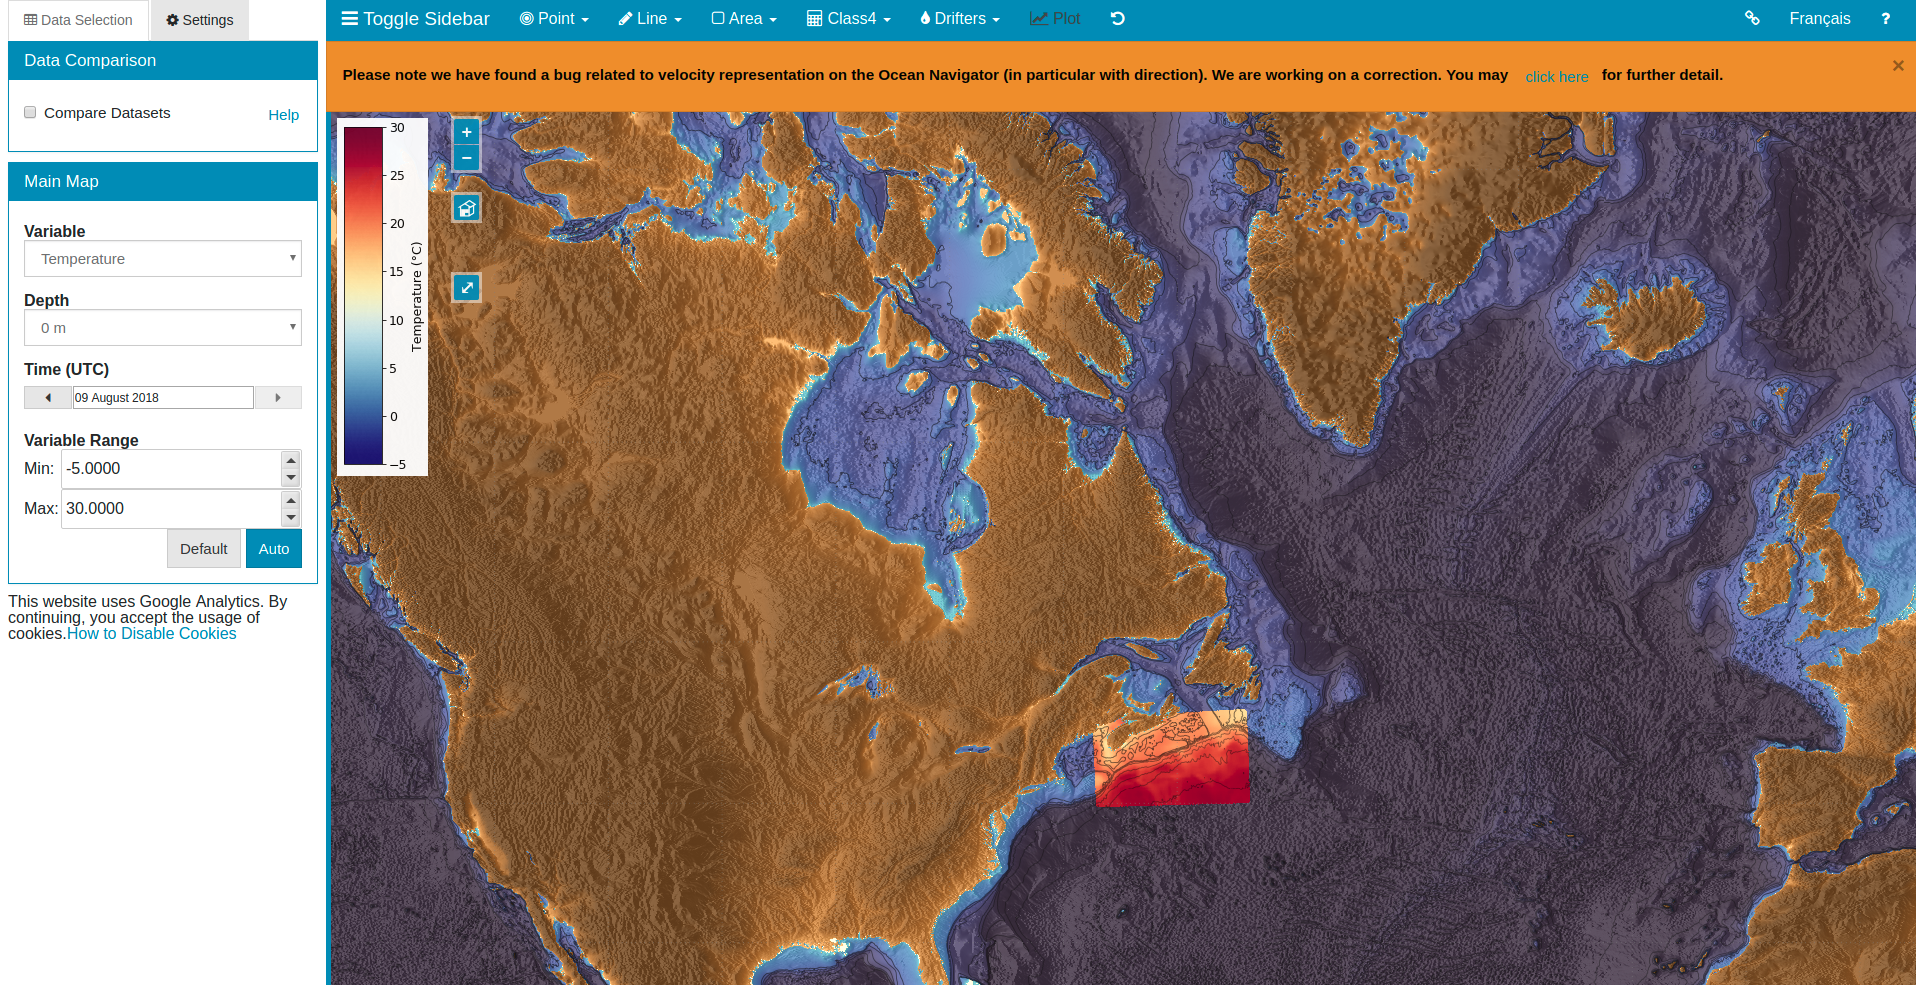 Data Selection
Settings
Toggle Sidebar
Point
Line
Area
Class4
Drifters
Plot
Français
?
Data Comparison
Compare Datasets
Help
Please note we have found a bug related to velocity representation on the Ocean Navigator (in particular with direction). We are working on a correction. You may click here for further detail.
×
Main Map
Variable
Temperature
Depth
0 m
Time (UTC)
09 August 2018
Variable Range
Min: -5.0000
Max: 30.0000
Default
Auto
This website uses Google Analytics. By
continuing, you accept the usage of
cookies.How to Disable Cookies
30
25
20
15
10
5
0
−5
Temperature (°C)
+
−